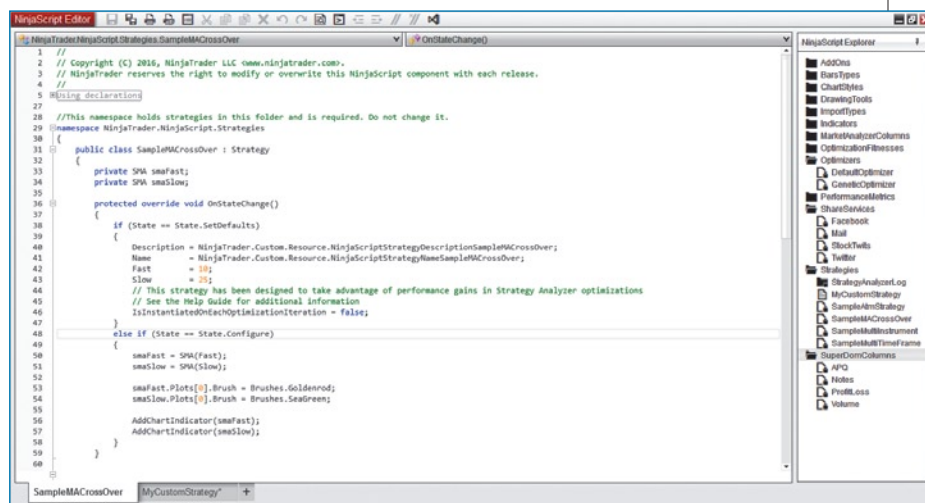 NinjaScript Editor
NinjaTrader.NinjaScript.Strategies.SampleMACrossOver
OnStateChange()
1 //
2 // Copyright (C) 2016, NinjaTrader LLC <www.ninjatrader.com>.
3 // NinjaTrader reserves the right to modify or overwrite this NinjaScript component with each release.
4 //
5 Using declarations
27
28 //This namespace holds strategies in this folder and is required. Do not change it.
29 namespace NinjaTrader.NinjaScript.Strategies
30 {
31 public class SampleMACrossOver : Strategy
32 {
33 private SMA smaFast;
34 private SMA smaSlow;
35
36 protected override void OnStateChange()
37 {
38 if (State == State.SetDefaults)
39 {
40 Description = NinjaTrader.Custom.Resource.NinjaScriptStrategyDescriptionSampleMACrossOver;
41 Name = NinjaTrader.Custom.Resource.NinjaScriptStrategyNameSampleMACrossOver;
42 Fast = 10;
43 Slow = 25;
44 // This strategy has been designed to take advantage of performance gains in Strategy Analyzer optimizations
45 // See the Help Guide for additional information
46 IsInstantiatedOnEachOptimizationIteration = false;
47 }
48 else if (State == State.Configure)
49 {
50 smaFast = SMA(Fast);
51 smaSlow = SMA(Slow);
52
53 smaFast.Plots[0].Brush = Brushes.Goldenrod;
54 smaSlow.Plots[0].Brush = Brushes.SeaGreen;
55
56 AddChartIndicator(smaFast);
57 AddChartIndicator(smaSlow);
58 }
59 }
60
SampleMACrossOver
MyCustomStrategy*
+
NinjaScript Explorer
AddOns
BarsTypes
ChartStyles
DrawingTools
ImportTypes
Indicators
MarketAnalyzerColumns
OptimizationFitnesses
Optimizers
DefaultOptimizer
GeneticOptimizer
PerformanceMetrics
ShareServices
Facebook
Mail
StockTwits
Twitter
Strategies
StrategyAnalyzerLog
MyCustomStrategy
SampleAtmStrategy
SampleMACrossOver
SampleMultiInstrument
SampleMultiTimeFrame
SuperDomColumns
APQ
Notes
ProfitLoss
Volume